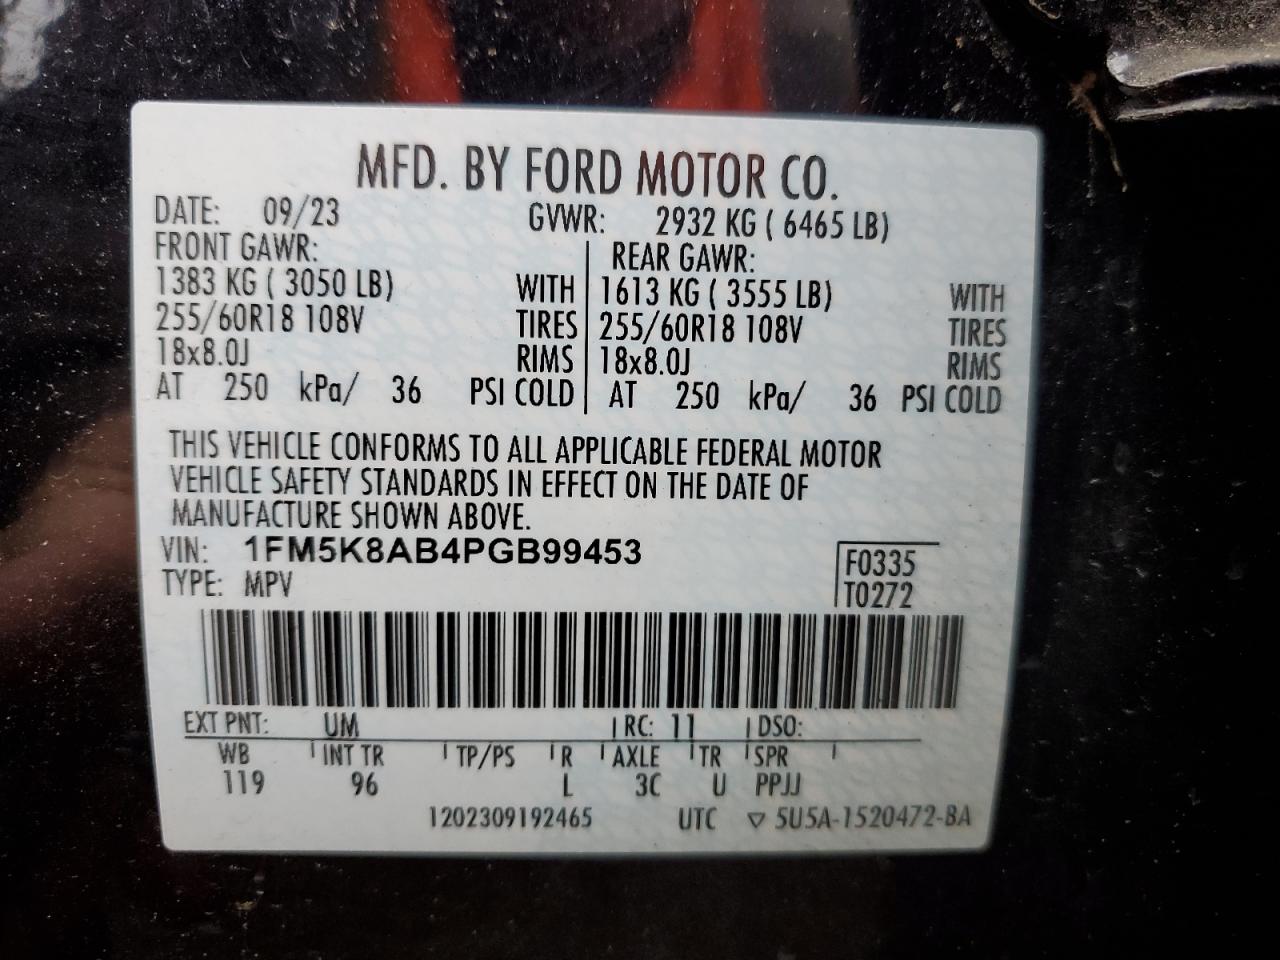 MFD. BY FORD MOTOR CO.
DATE: 09/23 GVWR: 2932 KG ( 6465 LB)
FRONT GAWR: REAR GAWR:
1383 KG ( 3050 LB) WITH 1613 KG ( 3555 LB) WITH
255/60R18 108V TIRES 255/60R18 108V TIRES
18x8.0J RIMS 18x8.0J RIMS
AT 250 kPa/ 36 PSI COLD AT 250 kPa/ 36 PSI COLD
THIS VEHICLE CONFORMS TO ALL APPLICABLE FEDERAL MOTOR
VEHICLE SAFETY STANDARDS IN EFFECT ON THE DATE OF
MANUFACTURE SHOWN ABOVE.
VIN: 1FM5K8AB4PGB99453 F0335
TYPE: MPV T0272
EXT PNT: UM RC: 11 DSO:
WB INT TR TP/PS R AXLE TR SPR
119 96 L 3C U PPJJ
1202309192465 UTC ▽ 5U5A-1520472-BA